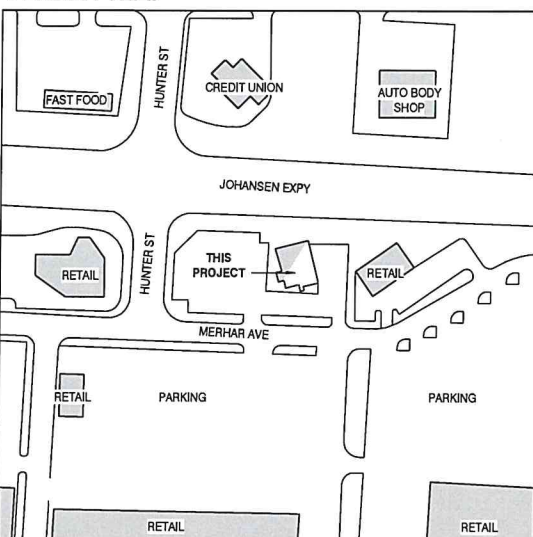 HUNTER ST
CREDIT UNION
FAST FOOD
AUTO BODY
SHOP
JOHANSEN EXPY
HUNTER ST
THIS
PROJECT
RETAIL
RETAIL
MERHAR AVE
RETAIL
PARKING
PARKING
RETAIL
RETAIL